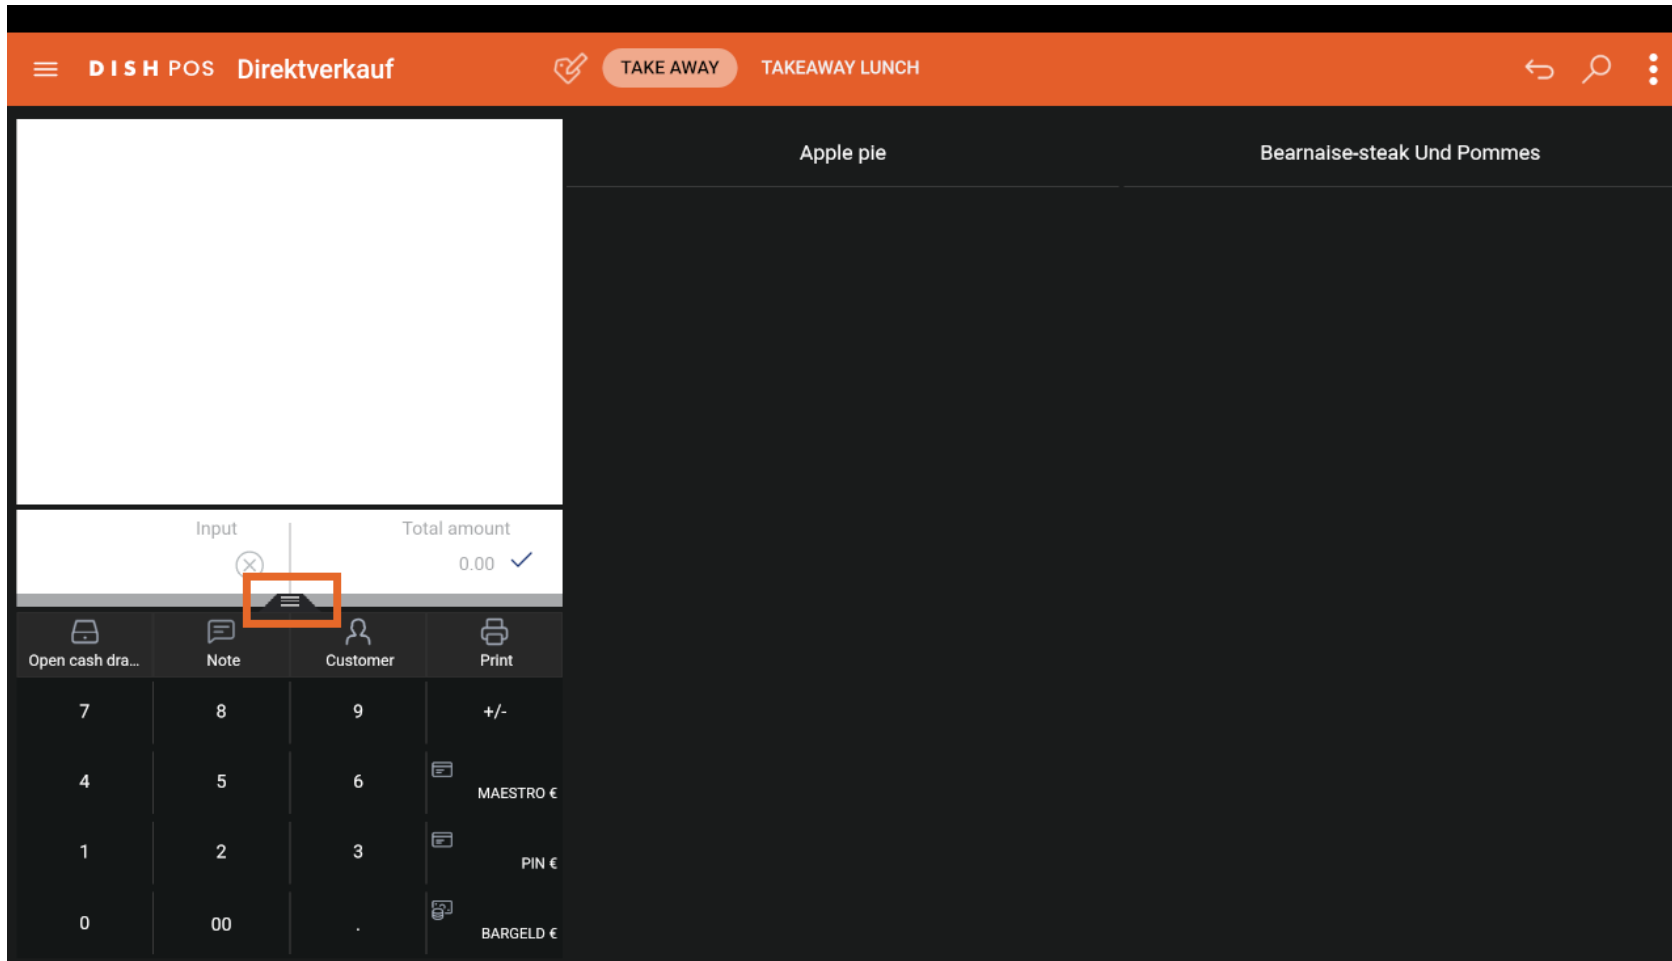 DISH POS Direktverkauf TAKE AWAY TAKEAWAY LUNCH
Apple pie Bearnaise-steak Und Pommes
Input Total amount
0.00
Open cash dra... Note Customer Print
7 8 9 +/-
4 5 6 MAESTRO €
1 2 3 PIN €
0 00 . BARGELD €